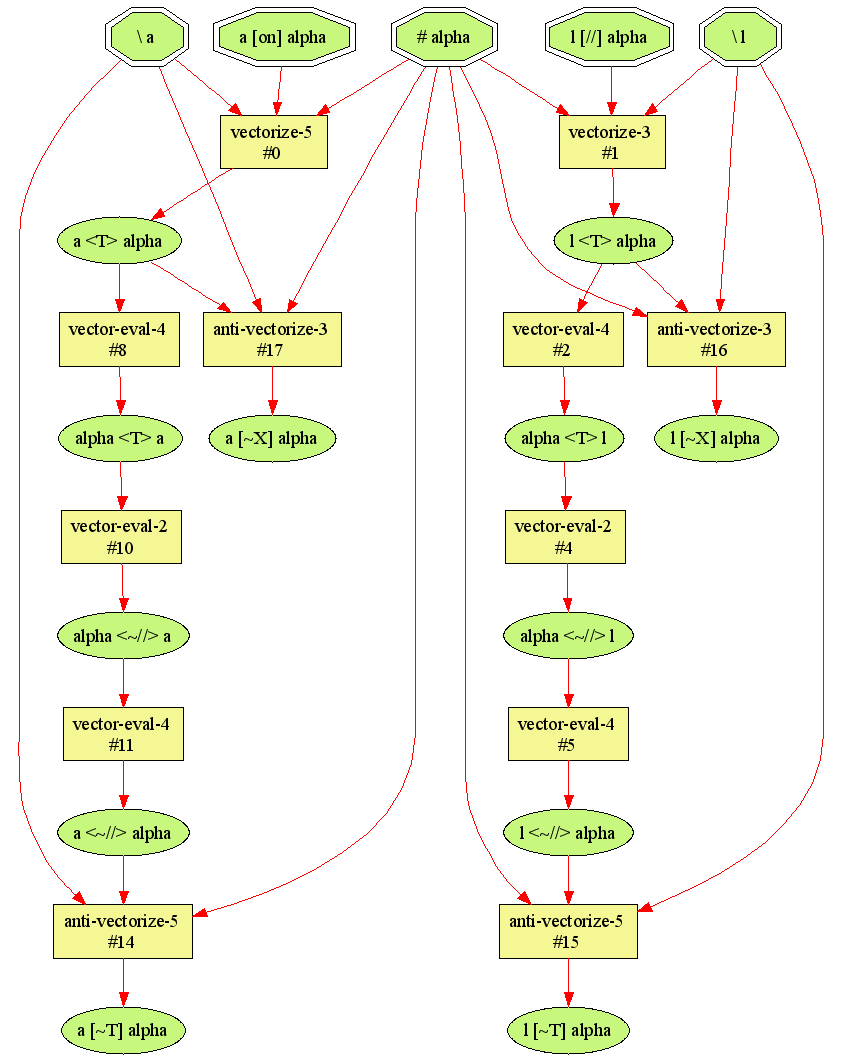 \ a
a [on] alpha
# alpha
l [//] alpha
\ l
vectorize-5
#0
vectorize-3
#1
a <T> alpha
l <T> alpha
vector-eval-4
#8
anti-vectorize-3
#17
vector-eval-4
#2
anti-vectorize-3
#16
alpha <T> a
a [~X] alpha
alpha <T> l
l [~X] alpha
vector-eval-2
#10
vector-eval-2
#4
alpha <~//> a
alpha <~//> l
vector-eval-4
#11
vector-eval-4
#5
a <~//> alpha
l <~//> alpha
anti-vectorize-5
#14
anti-vectorize-5
#15
a [~T] alpha
l [~T] alpha